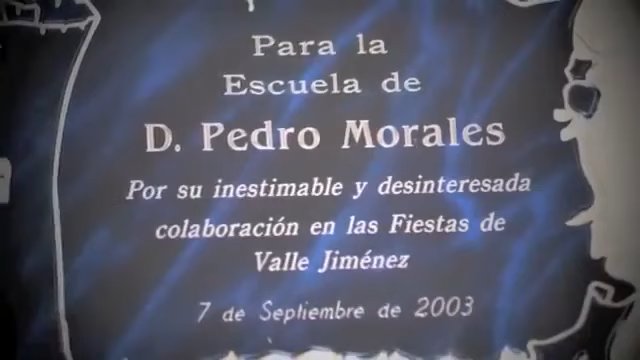 Para la
Escuela de
D. Pedro Morales
Por su inestimable y desinteresada
colaboración en las Fiestas de
Valle Jiménez
7 de Septiembre de 2003